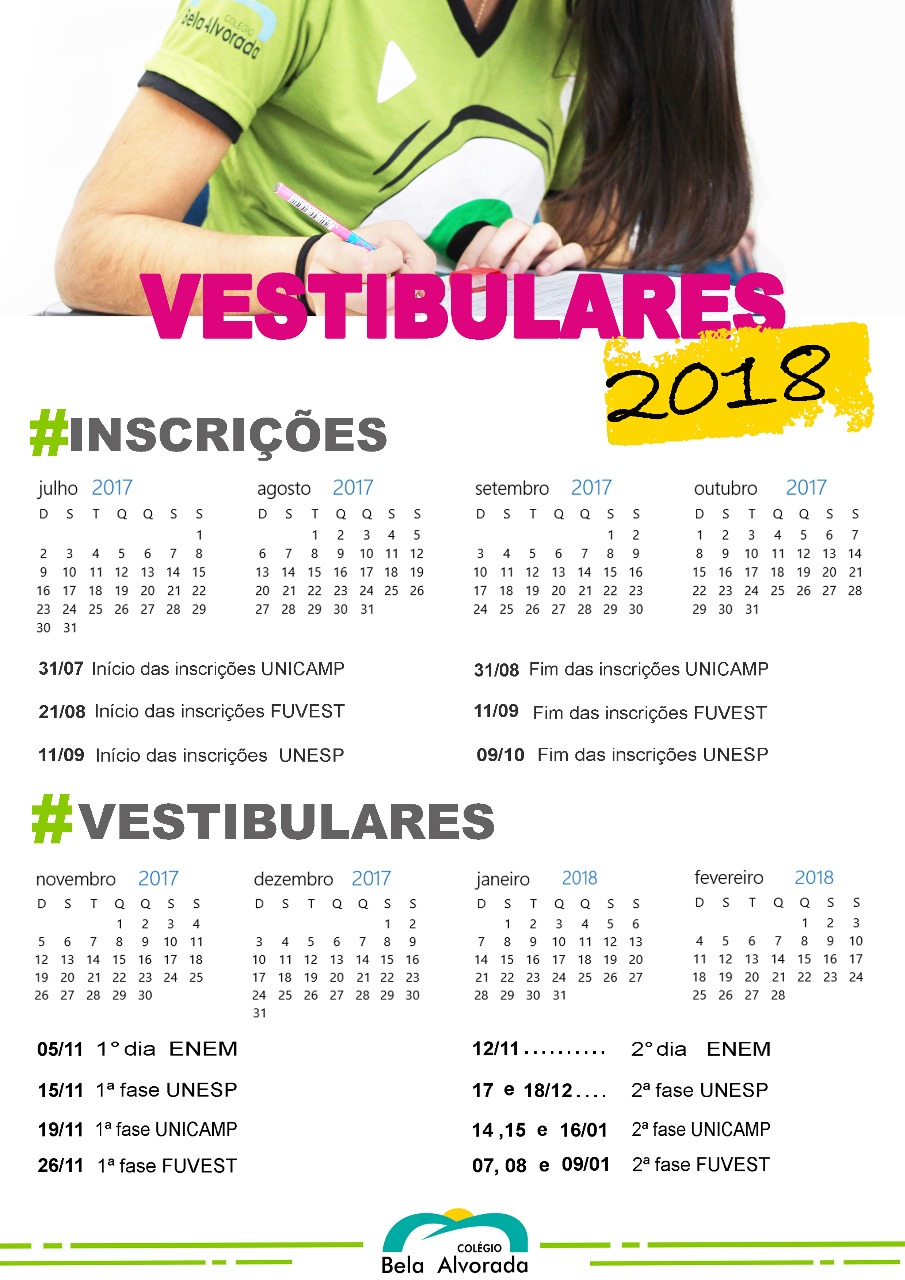 COLÉGIO
Bela Alvorada
VESTIBULARES
2018
#INSCRIÇÕES
julho 2017
D S T Q Q S S
1
2 3 4 5 6 7 8
9 10 11 12 13 14 15
16 17 18 19 20 21 22
23 24 25 26 27 28 29
30 31
agosto 2017
D S T Q Q S S
1 2 3 4 5
6 7 8 9 10 11 12
13 14 15 16 17 18 19
20 21 22 23 24 25 26
27 28 29 30 31
setembro 2017
D S T Q Q S S
1 2
3 4 5 6 7 8 9
10 11 12 13 14 15 16
17 18 19 20 21 22 23
24 25 26 27 28 29 30
outubro 2017
D S T Q Q S S
1 2 3 4 5 6 7
8 9 10 11 12 13 14
15 16 17 18 19 20 21
22 23 24 25 26 27 28
29 30 31
31/07 Início das inscrições UNICAMP
21/08 Início das inscrições FUVEST
11/09 Início das inscrições UNESP
31/08 Fim das inscrições UNICAMP
11/09 Fim das inscrições FUVEST
09/10 Fim das inscrições UNESP
#VESTIBULARES
novembro 2017
D S T Q Q S S
1 2 3 4
5 6 7 8 9 10 11
12 13 14 15 16 17 18
19 20 21 22 23 24 25
26 27 28 29 30
dezembro 2017
D S T Q Q S S
1 2
3 4 5 6 7 8 9
10 11 12 13 14 15 16
17 18 19 20 21 22 23
24 25 26 27 28 29 30
31
janeiro 2018
D S T Q Q S S
1 2 3 4 5 6
7 8 9 10 11 12 13
14 15 16 17 18 19 20
21 22 23 24 25 26 27
28 29 30 31
fevereiro 2018
D S T Q Q S S
1 2 3
4 5 6 7 8 9 10
11 12 13 14 15 16 17
18 19 20 21 22 23 24
25 26 27 28
05/11 1º dia ENEM
15/11 1ª fase UNESP
19/11 1ª fase UNICAMP
26/11 1ª fase FUVEST
12/11.......... 2º dia ENEM
17 e 18/12.... 2ª fase UNESP
14 ,15 e 16/01 2ª fase UNICAMP
07, 08 e 09/01 2ª fase FUVEST
COLÉGIO
Bela Alvorada